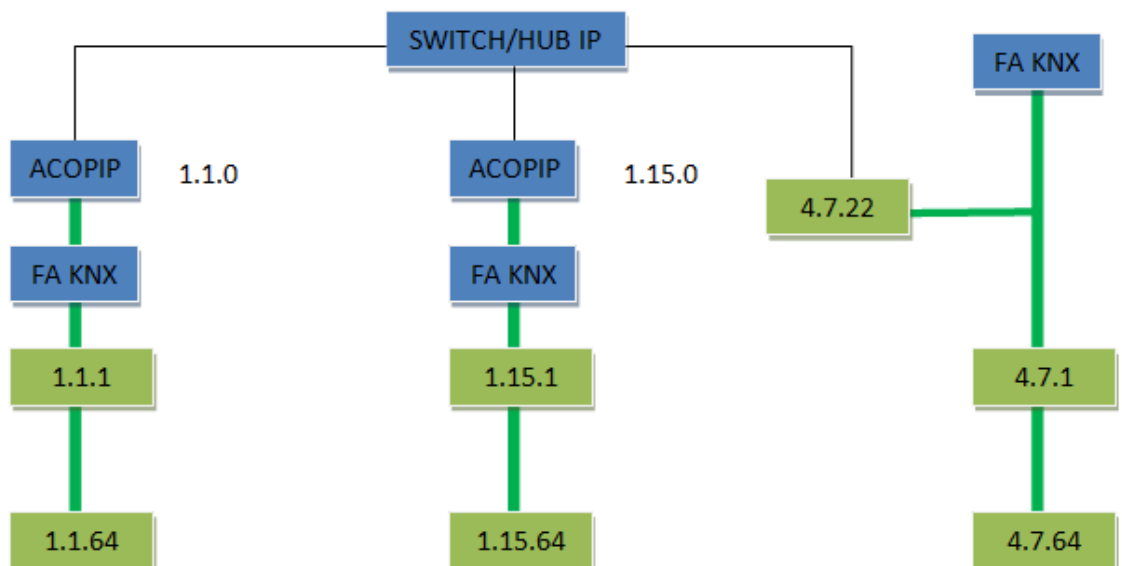 SWITCH/HUB IP
FA KNX
ACOPIP
1.1.0
ACOPIP
1.15.0
4.7.22
FA KNX
FA KNX
1.1.1
1.15.1
4.7.1
1.1.64
1.15.64
4.7.64